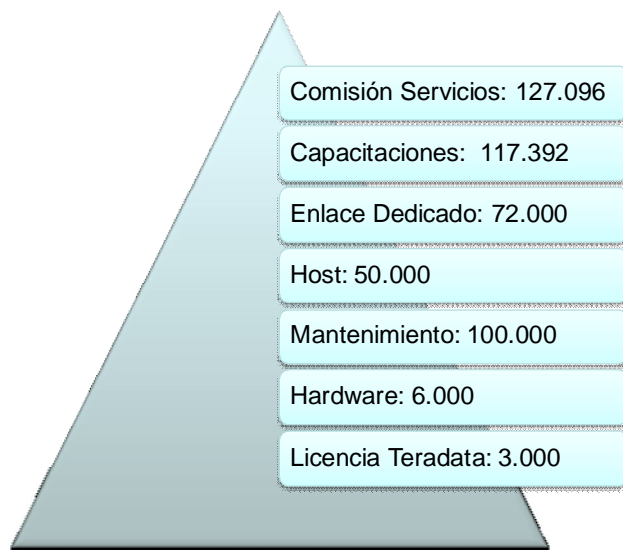 Comisión Servicios: 127.096
Capacitaciones: 117.392
Enlace Dedicado: 72.000
Host: 50.000
Mantenimiento: 100.000
Hardware: 6.000
Licencia Teradata: 3.000